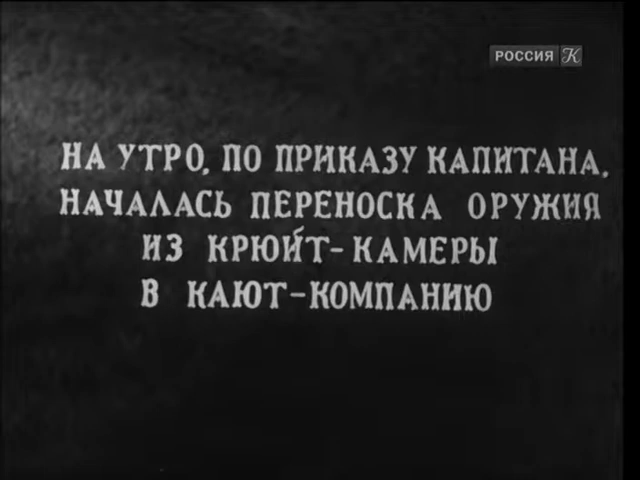 РОССИЯ К
НА УТРО, ПО ПРИКАЗУ КАПИТАНА,
НАЧАЛАСЬ ПЕРЕНОСКА ОРУЖИЯ
ИЗ КРЮЙТ-КАМЕРЫ
В КАЮТ-КОМПАНИЮ